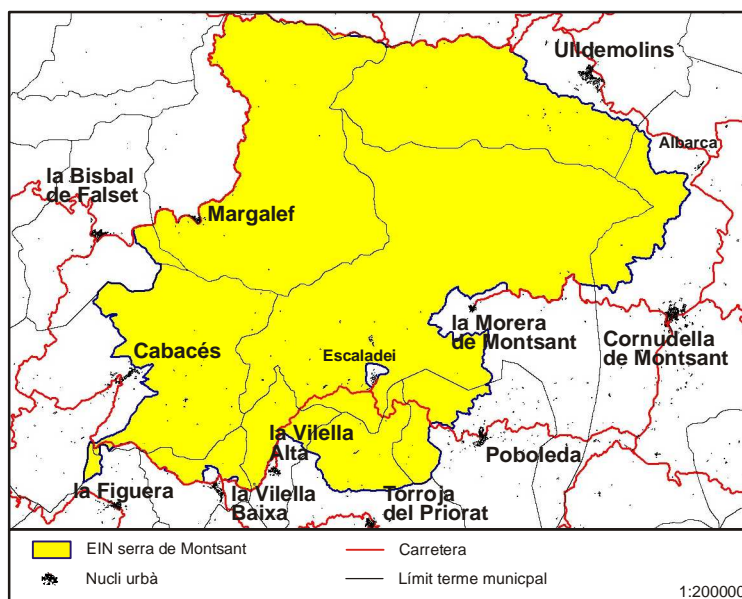 Ulldemolins
Albarca
la Bisbal
de Falset
Margalef
la Morera
de Montsant
Cornudella
de Montsant
Escaladei
Cabacés
la Vilella
Alta
Poboleda
la Figuera
la Vilella
Baixa
Torroja
del Priorat
EIN serra de Montsant
Carretera
Nucli urbà
Límit terme municpal
1:200000